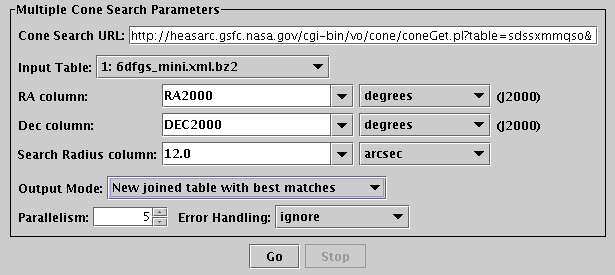 Multiple Cone Search Parameters
Cone Search URL: http://heasarc.gsfc.nasa.gov/cgi-bin/vo/cone/coneGet.pl?table=sdssxmmqso&
Input Table: 1: 6dfgs_mini.xml.bz2
RA column: RA2000 degrees (J2000)
Dec column: DEC2000 degrees (J2000)
Search Radius column: 12.0 arcsec
Output Mode: New joined table with best matches
Parallelism: 5 Error Handling: ignore
Go Stop